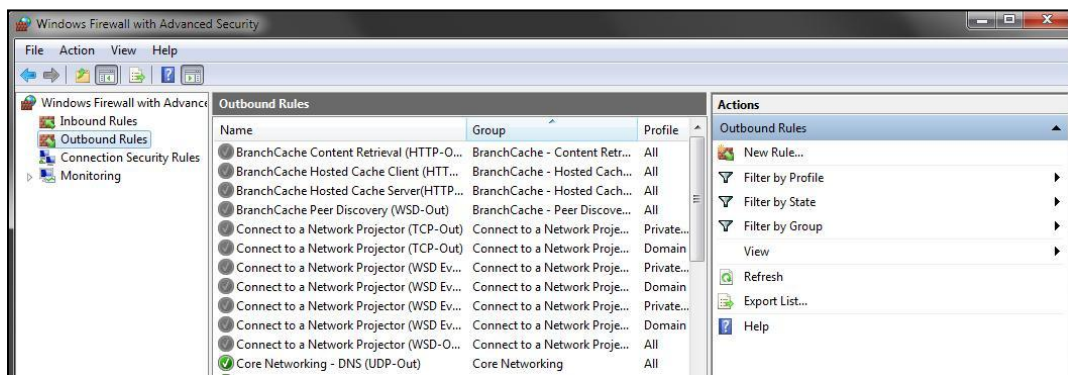 Windows Firewall with Advanced Security
File Action View Help
Windows Firewall with Advance
Inbound Rules
Outbound Rules
Connection Security Rules
Monitoring
Outbound Rules
Name Group Profile
BranchCache Content Retrieval (HTTP-O... BranchCache - Content Retr... All
BranchCache Hosted Cache Client (HTT... BranchCache - Hosted Cach... All
BranchCache Hosted Cache Server(HTTP... BranchCache - Hosted Cach... All
BranchCache Peer Discovery (WSD-Out) BranchCache - Peer Discove... All
Connect to a Network Projector (TCP-Out) Connect to a Network Proje... Private...
Connect to a Network Projector (TCP-Out) Connect to a Network Proje... Domain
Connect to a Network Projector (WSD Ev... Connect to a Network Proje... Private...
Connect to a Network Projector (WSD Ev... Connect to a Network Proje... Domain
Connect to a Network Projector (WSD Ev... Connect to a Network Proje... Private...
Connect to a Network Projector (WSD Ev... Connect to a Network Proje... Domain
Connect to a Network Projector (WSD-O... Connect to a Network Proje... All
Core Networking - DNS (UDP-Out) Core Networking All
Actions
Outbound Rules
New Rule...
Filter by Profile
Filter by State
Filter by Group
View
Refresh
Export List...
Help